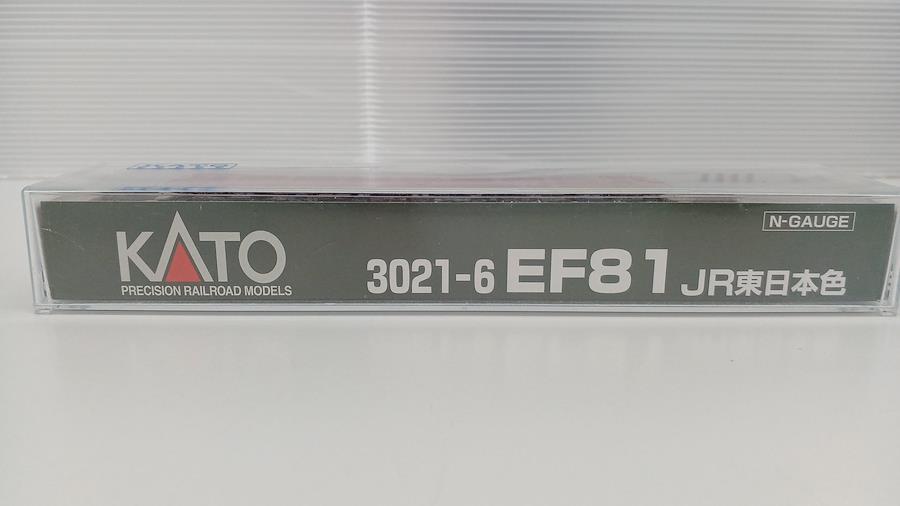 N-GAUGE
KATO
PRECISION RAILROAD MODELS
3021-6 EF81 JR東日本色